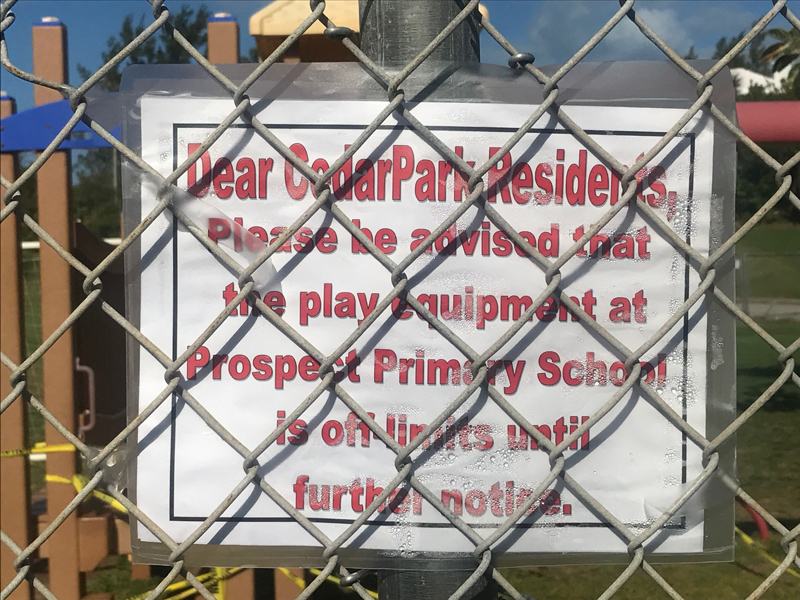 Dear CedarPark Residents,
Please be advised that
the play equipment at
Prospect Primary School
is off limits until
further notice.